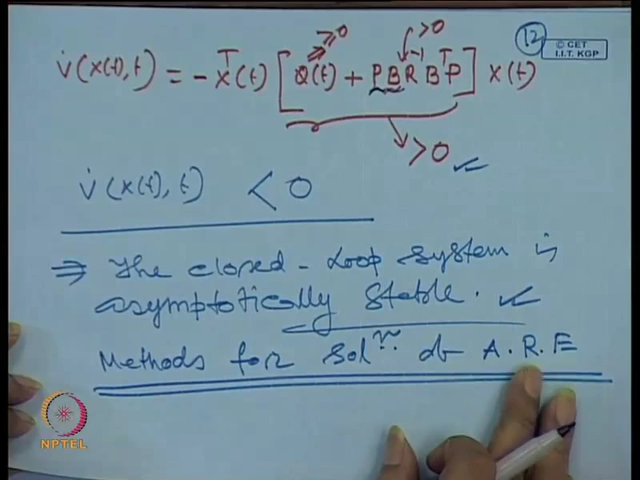 ≥0 >0 12
© CET
I.I.T. KGP
V̇(x(t),t) = -xᵀ(t) [Q(t) + PBR⁻¹BᵀP] x(t)
>0 ✓
V̇(x(t),t) < 0
⇒ The closed-loop system is
asymptotically stable. ✓
Methods for solⁿ. of A.R.E
NPTEL